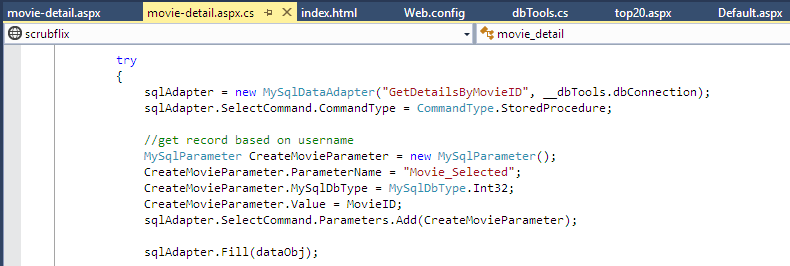 movie-detail.aspx movie-detail.aspx.cs index.html Web.config dbTools.cs top20.aspx Default.aspx
scrubflix movie_detail
try
{
sqlAdapter = new MySqlDataAdapter("GetDetailsByMovieID", __dbTools.dbConnection);
sqlAdapter.SelectCommand.CommandType = CommandType.StoredProcedure;
//get record based on username
MySqlParameter CreateMovieParameter = new MySqlParameter();
CreateMovieParameter.ParameterName = "Movie_Selected";
CreateMovieParameter.MySqlDbType = MySqlDbType.Int32;
CreateMovieParameter.Value = MovieID;
sqlAdapter.SelectCommand.Parameters.Add(CreateMovieParameter);
sqlAdapter.Fill(dataObj);